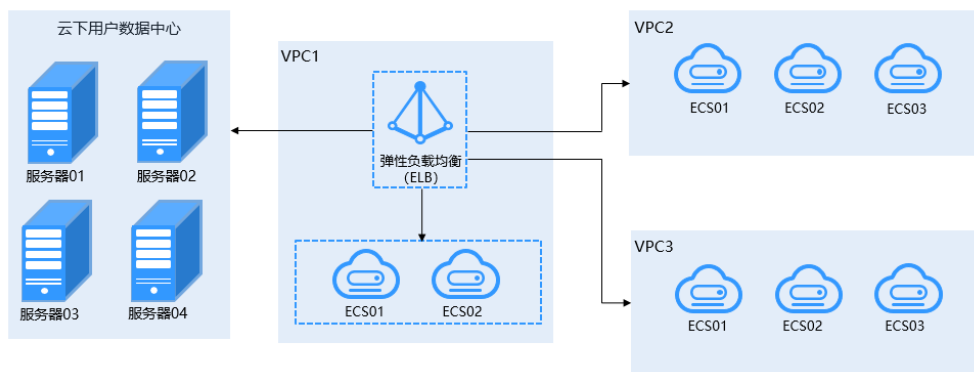 云下用户数据中心
服务器01
服务器02
服务器03
服务器04
VPC1
弹性负载均衡
（ELB）
ECS01
ECS02
VPC2
ECS01
ECS02
ECS03
VPC3
ECS01
ECS02
ECS03